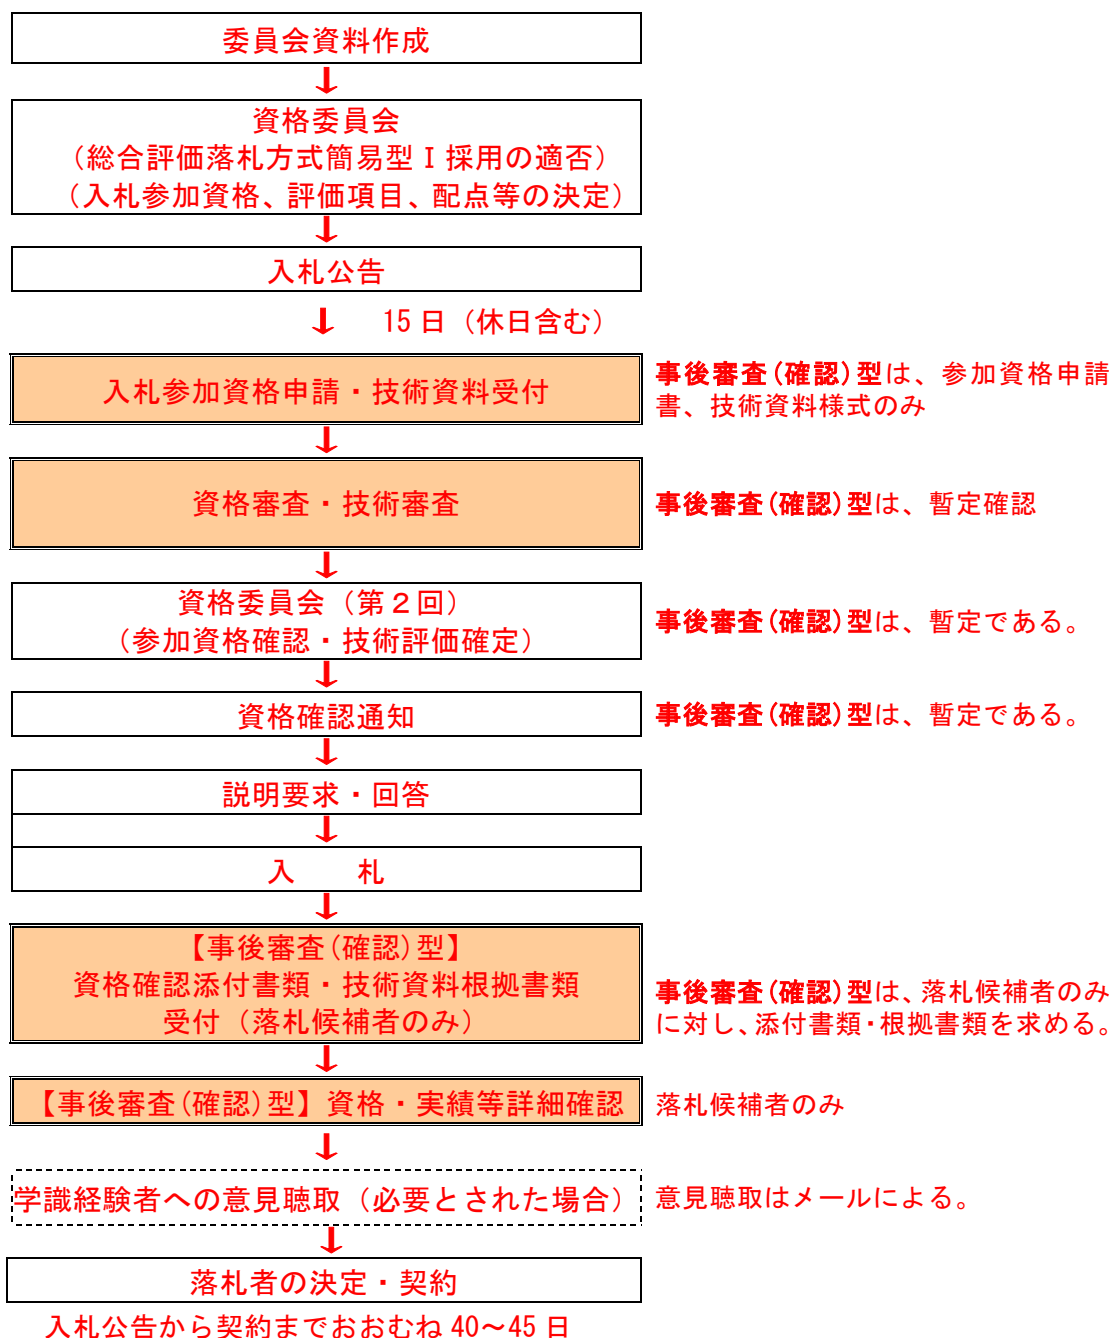 委員会資料作成
資格委員会
（総合評価落札方式簡易型Ⅰ採用の適否）
（入札参加資格、評価項目、配点等の決定）
入札公告
15日（休日含む）
入札参加資格申請・技術資料受付
事後審査(確認)型は、参加資格申請
書、技術資料様式のみ
資格審査・技術審査
事後審査(確認)型は、暫定確認
資格委員会（第２回）
（参加資格確認・技術評価確定）
事後審査(確認)型は、暫定である。
資格確認通知
事後審査(確認)型は、暫定である。
説明要求・回答
入　　札
【事後審査(確認)型】
資格確認添付書類・技術資料根拠書類
受付（落札候補者のみ）
事後審査(確認)型は、落札候補者のみ
に対し、添付書類・根拠書類を求める。
【事後審査(確認)型】資格・実績等詳細確認
落札候補者のみ
学識経験者への意見聴取（必要とされた場合）
意見聴取はメールによる。
落札者の決定・契約
入札公告から契約までおおむね40～45日